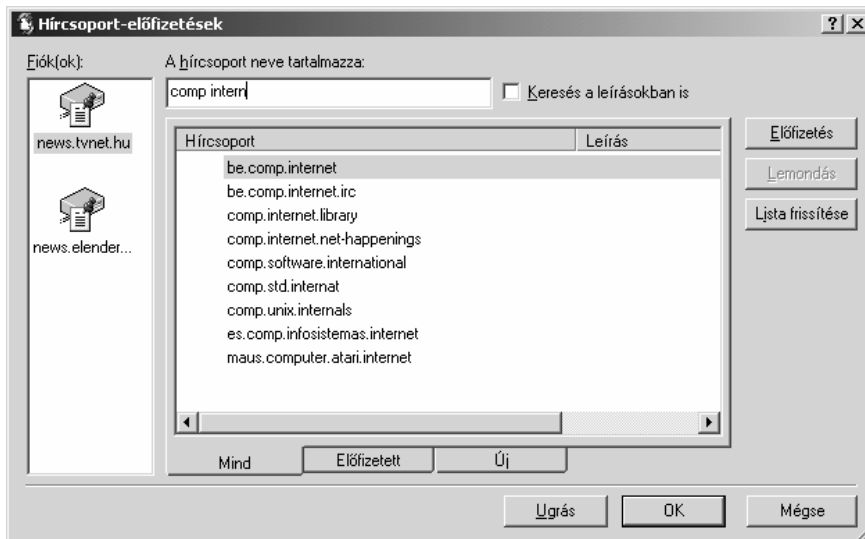 Hírcsoport-előfizetések
Fiók(ok):
A hírcsoport neve tartalmazza:
comp intern
Keresés a leírásokban is
news.tvnet.hu
news.elender...
Hírcsoport
Leírás
be.comp.internet
be.comp.internet.irc
comp.internet.library
comp.internet.net-happenings
comp.software.international
comp.std.internat
comp.unix.internals
es.comp.infosistemas.internet
maus.computer.atari.internet
Előfizetés
Lemondás
Lista frissítése
Mind
Előfizetett
Új
Ugrás
OK
Mégse